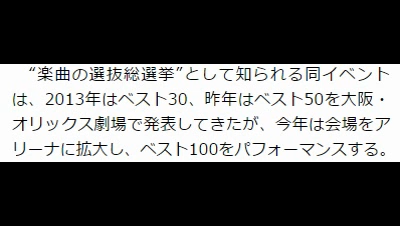 “楽曲の選抜総選挙”として知られる同イベント
は、2013年はベスト30、昨年はベスト50を大阪・
オリックス劇場で発表してきたが、今年は会場をア
リーナに拡大し、ベスト100をパフォーマンスする。